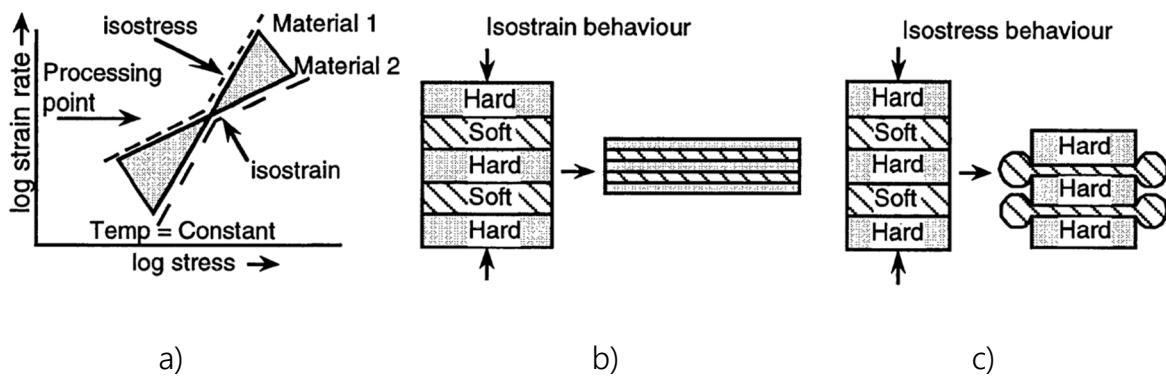 log strain rate
isostress
Material 1
Material 2
Processing
point
isostrain
Temp = Constant
log stress
a)
Isostrain behaviour
Hard
Soft
Hard
Soft
Hard
b)
Isostress behaviour
Hard
Soft
Hard
Soft
Hard
Hard
Hard
Hard
c)